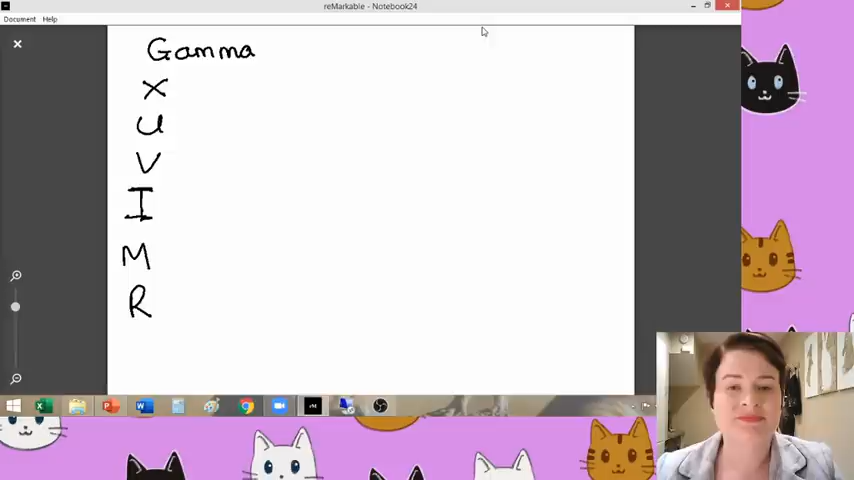 reMarkable - Notebook24
Document Help
Gamma
X
U
V
I
M
R